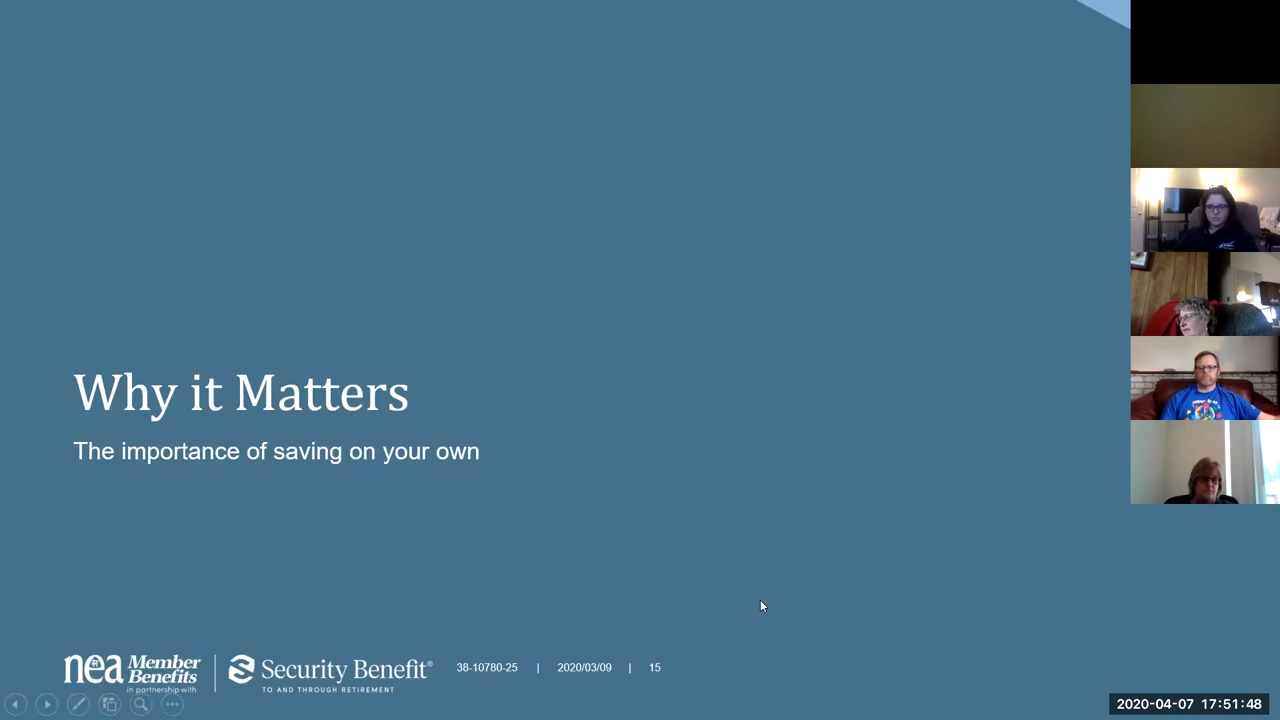 Why it Matters
The importance of saving on your own
nea Member Benefits
in partnership with
Security Benefit®
TO AND THROUGH RETIREMENT
38-10780-25 | 2020/03/09 | 15
2020-04-07 17:51:48